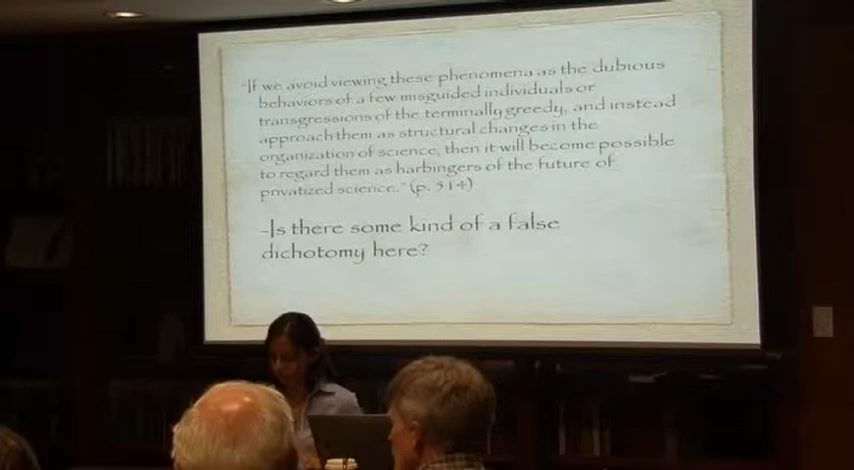 "If we avoid viewing these phenomena as the dubious
behaviors of a few misguided individuals or
transgressions of the terminally greedy, and instead
approach them as structural changes in the
organization of science, then it will become possible
to regard them as harbingers of the future of
privatized science." (p. 514)
-Is there some kind of a false
dichotomy here?